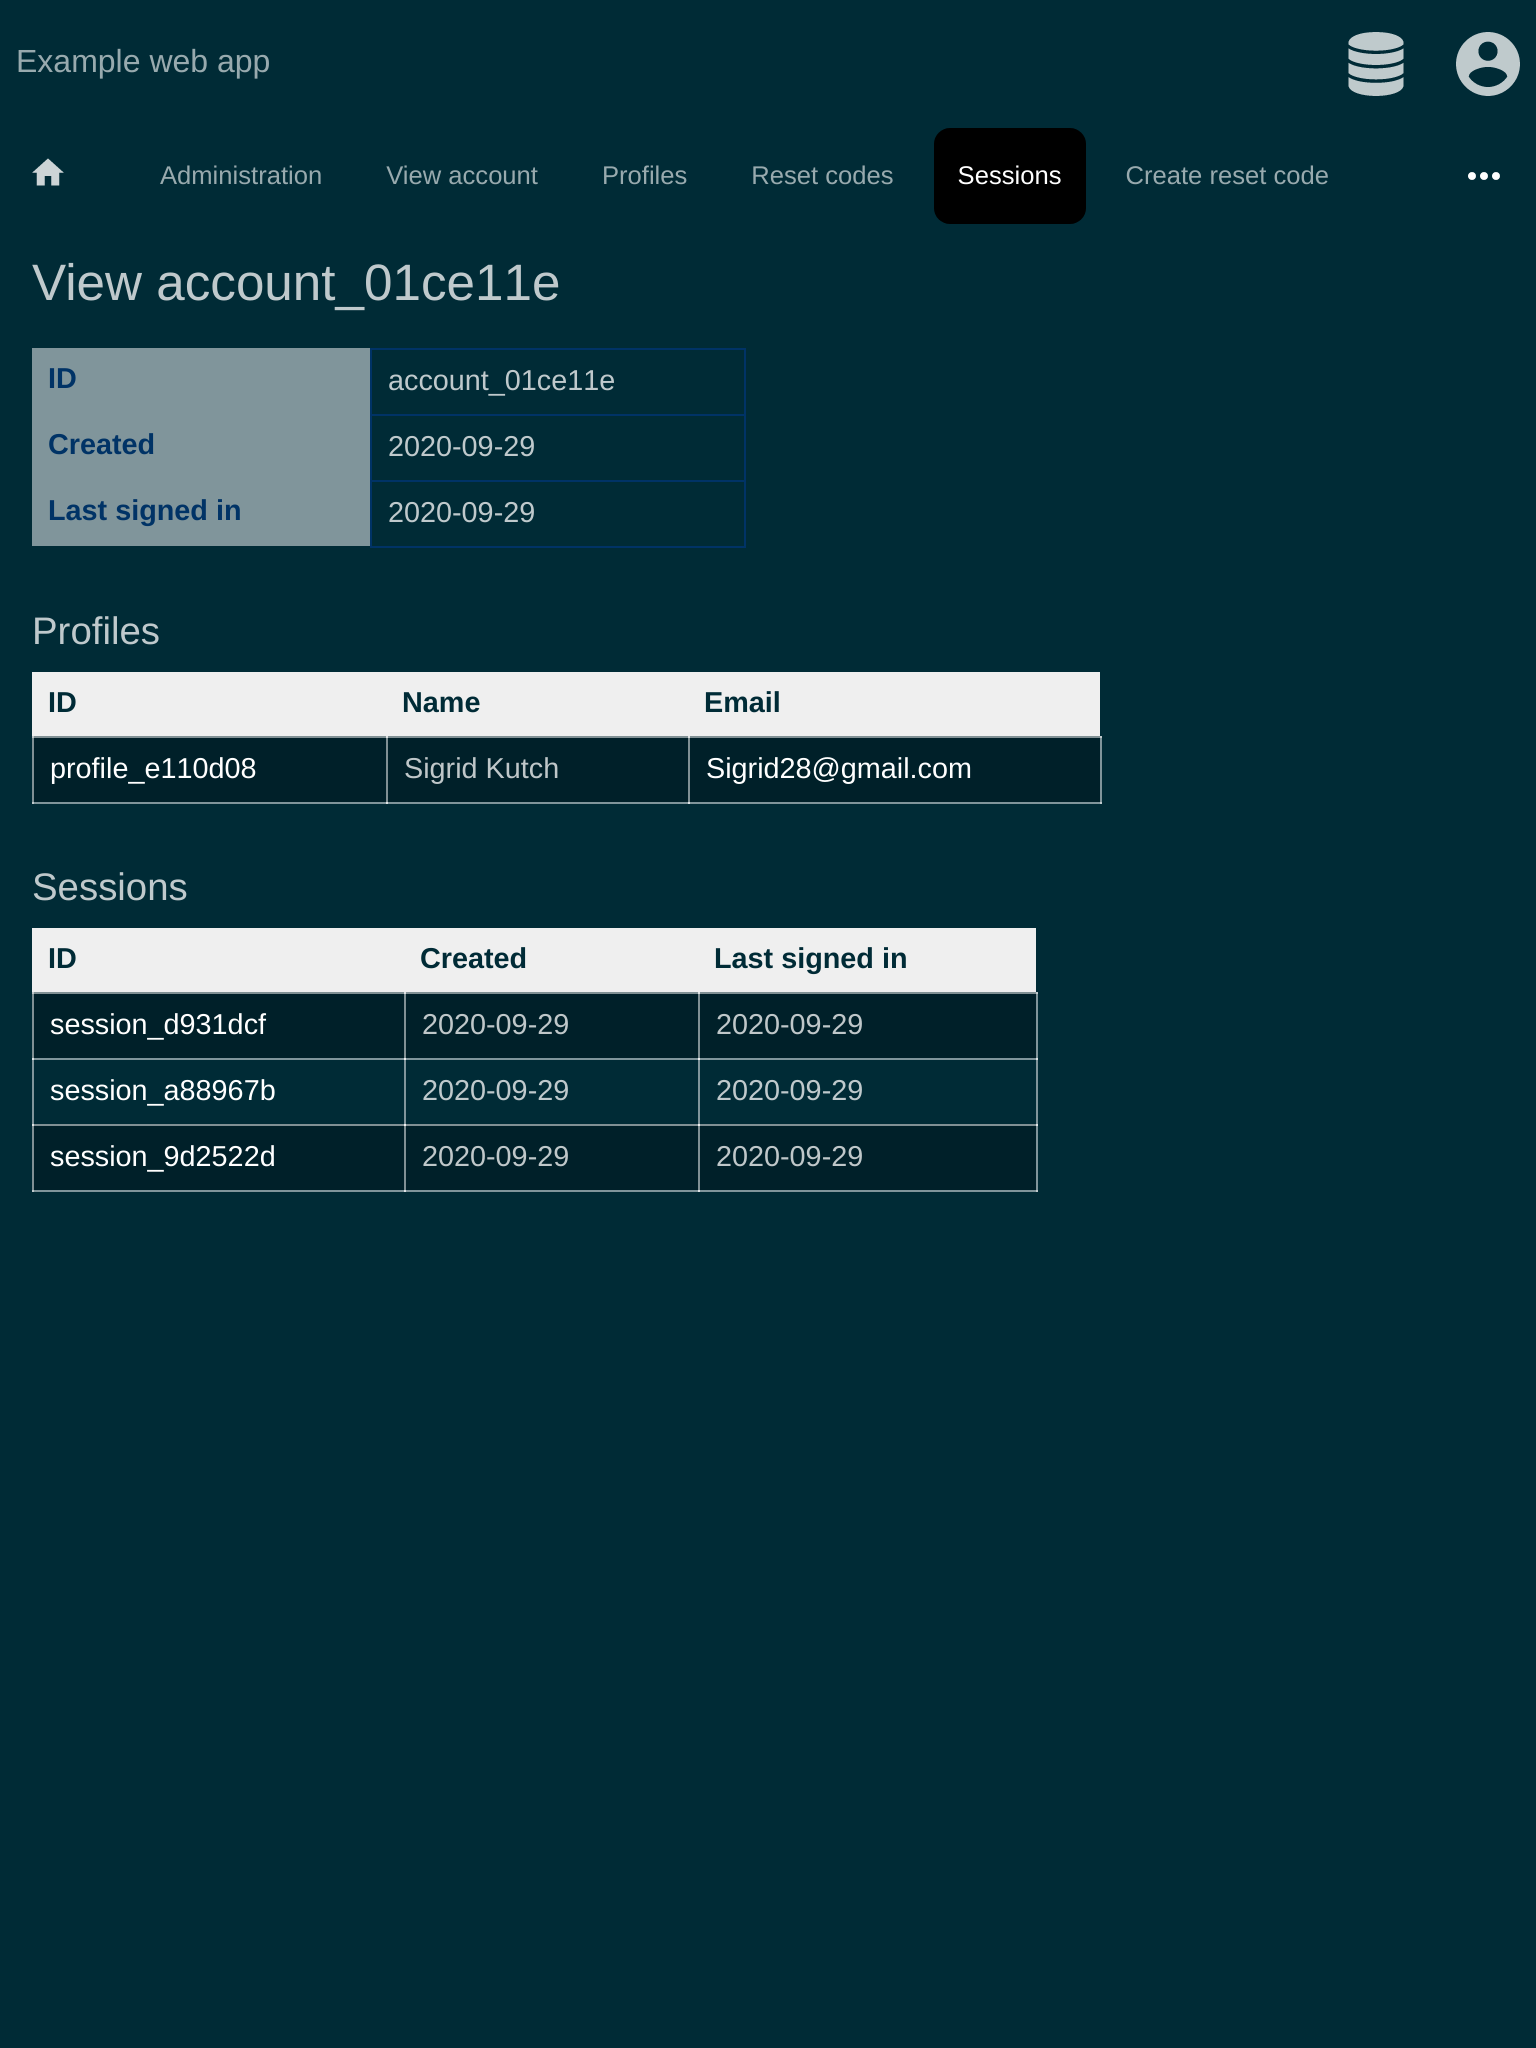 Example web app
Administration View account Profiles Reset codes Sessions Create reset code
View account_01ce11e
ID account_01ce11e
Created 2020-09-29
Last signed in 2020-09-29
Profiles
ID Name Email
profile_e110d08 Sigrid Kutch Sigrid28@gmail.com
Sessions
ID Created Last signed in
session_d931dcf 2020-09-29 2020-09-29
session_a88967b 2020-09-29 2020-09-29
session_9d2522d 2020-09-29 2020-09-29